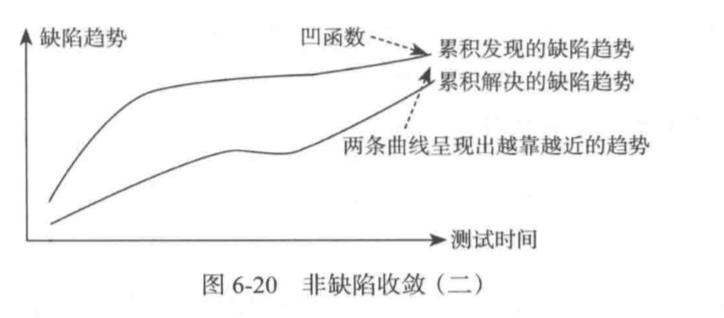 缺陷趋势
凹函数
累积发现的缺陷趋势
累积解决的缺陷趋势
两条曲线呈现出越靠越近的趋势
测试时间
图 6-20 非缺陷收敛（二）